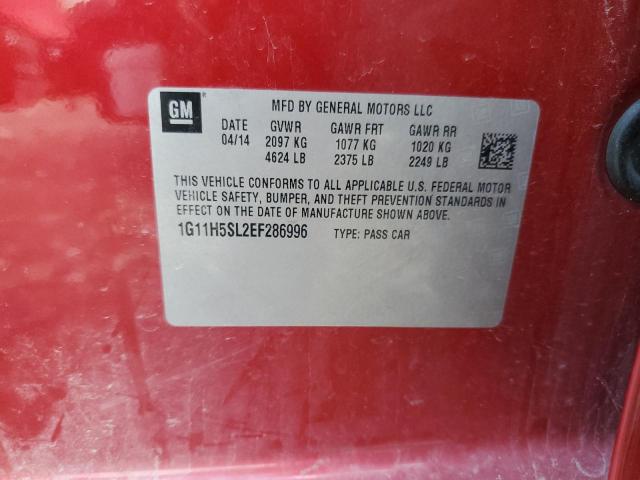 GM ®
MFD BY GENERAL MOTORS LLC
DATE GVWR GAWR FRT GAWR RR
04/14 2097 KG 1077 KG 1020 KG
4624 LB 2375 LB 2249 LB
THIS VEHICLE CONFORMS TO ALL APPLICABLE U.S. FEDERAL MOTOR
VEHICLE SAFETY, BUMPER, AND THEFT PREVENTION STANDARDS IN
EFFECT ON THE DATE OF MANUFACTURE SHOWN ABOVE.
1G11H5SL2EF286996 TYPE: PASS CAR